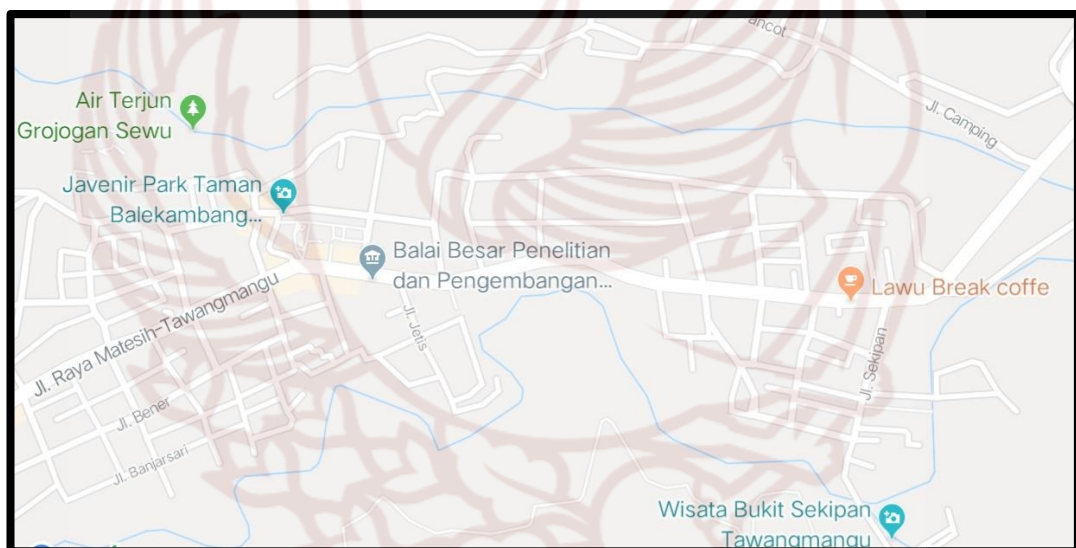 ancot
Air Terjun
Grojogan Sewu
Jl. Camping
Javenir Park Taman
Balekambang...
Balai Besar Penelitian
dan Pengembangan...
Lawu Break coffe
Jl. Raya Matesih-Tawangmangu
Jl. Jetis
Jl. Sekipan
Jl. Bener
Jl. Banjarsari
Wisata Bukit Sekipan
Tawangmangu